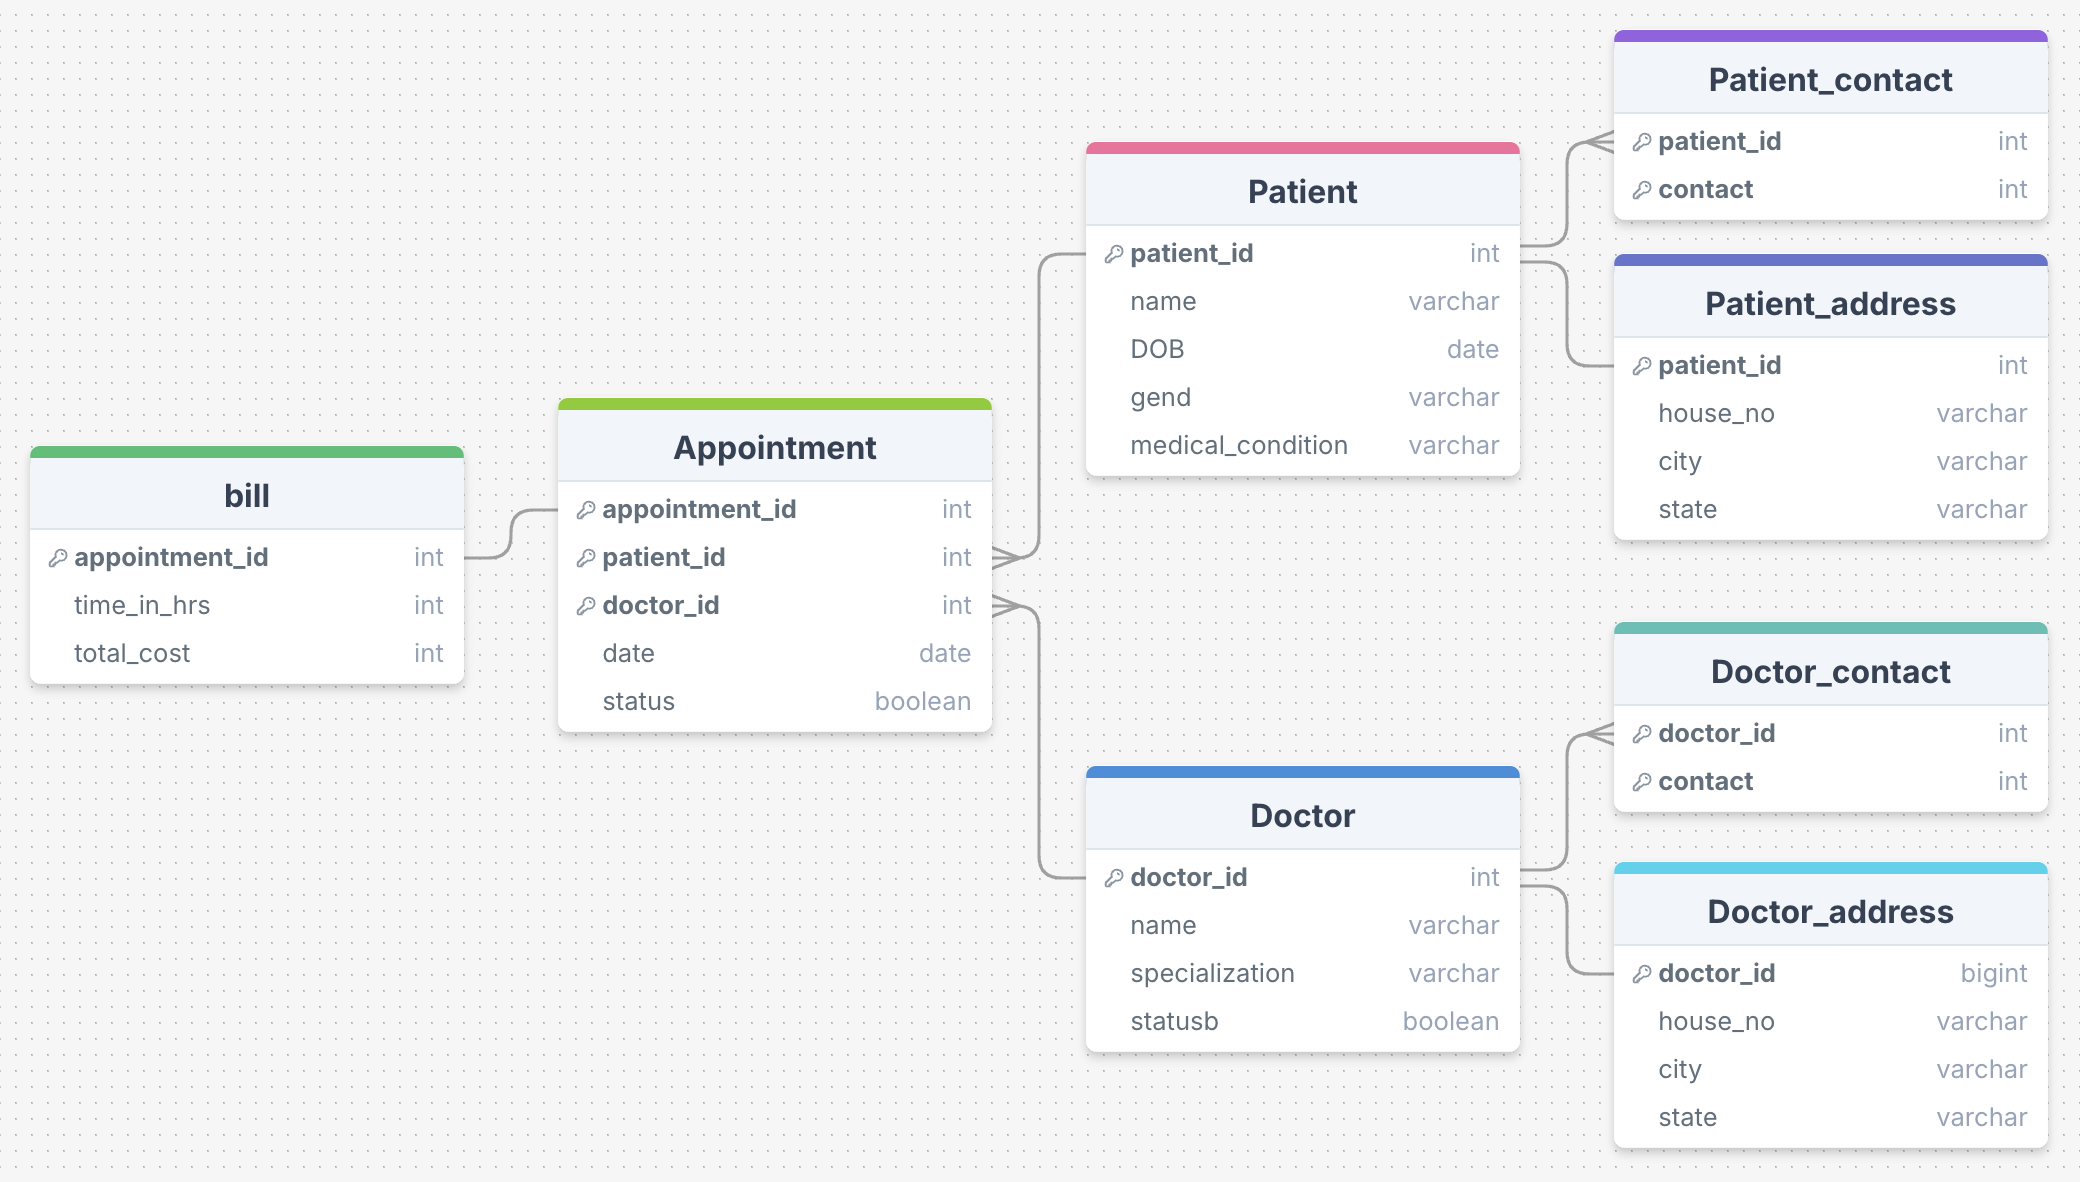 bill
appointment_id int
time_in_hrs int
total_cost int
Appointment
appointment_id int
patient_id int
doctor_id int
date date
status boolean
Patient
patient_id int
name varchar
DOB date
gend varchar
medical_condition varchar
Doctor
doctor_id int
name varchar
specialization varchar
statusb boolean
Patient_contact
patient_id int
contact int
Patient_address
patient_id int
house_no varchar
city varchar
state varchar
Doctor_contact
doctor_id int
contact int
Doctor_address
doctor_id bigint
house_no varchar
city varchar
state varchar